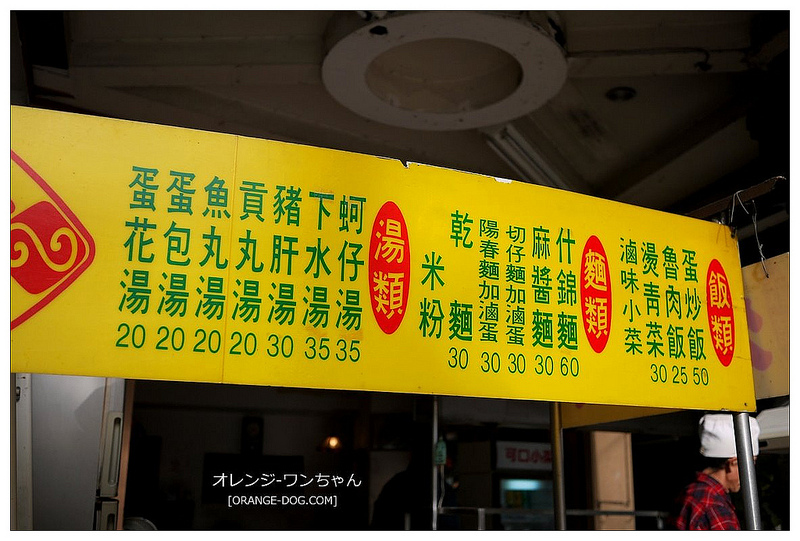 飯類
蛋炒飯 50
魯肉飯 25
燙青菜 30
滷味小菜
麵類
什錦麵 60
麻醬麵 30
切仔麵加滷蛋 30
陽春麵加滷蛋 30
乾麵 30
米粉
湯類
蚵仔湯 35
下水湯 35
豬肝湯 30
貢丸湯 20
魚丸湯 20
蛋包湯 20
蛋花湯 20
可口小
オレンジ-ワンちゃん
[ORANGE-DOG.COM]